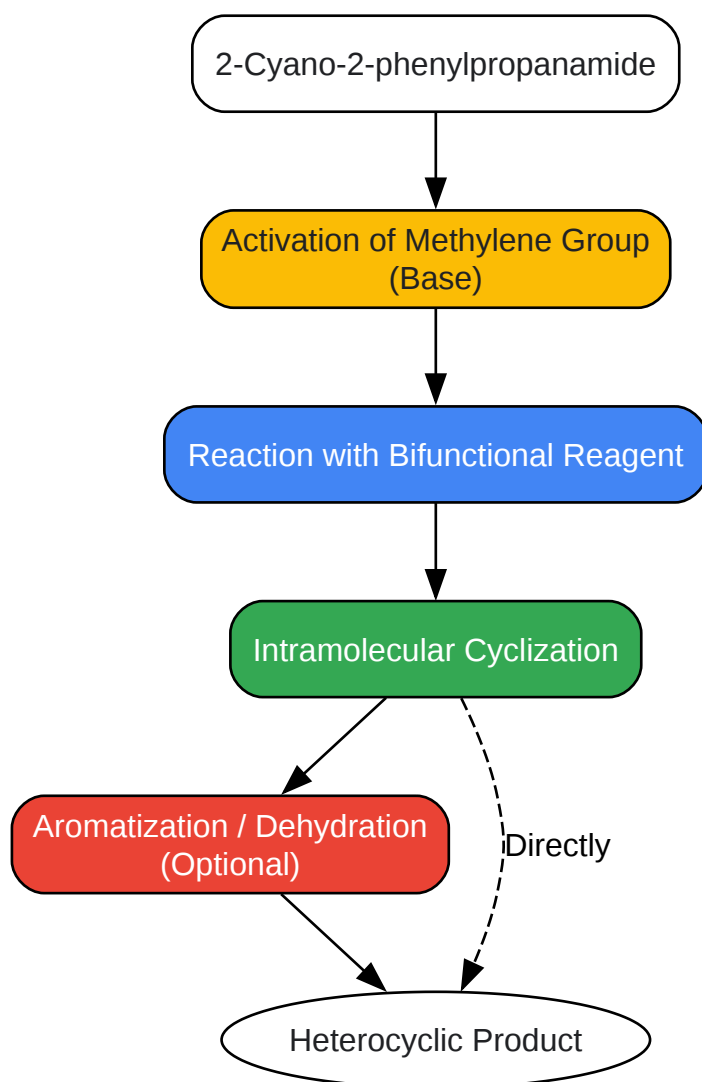 2-Cyano-2-phenylpropanamide
Activation of Methylene Group
(Base)
Reaction with Bifunctional Reagent
Intramolecular Cyclization
Aromatization / Dehydration
(Optional)
Directly
Heterocyclic Product